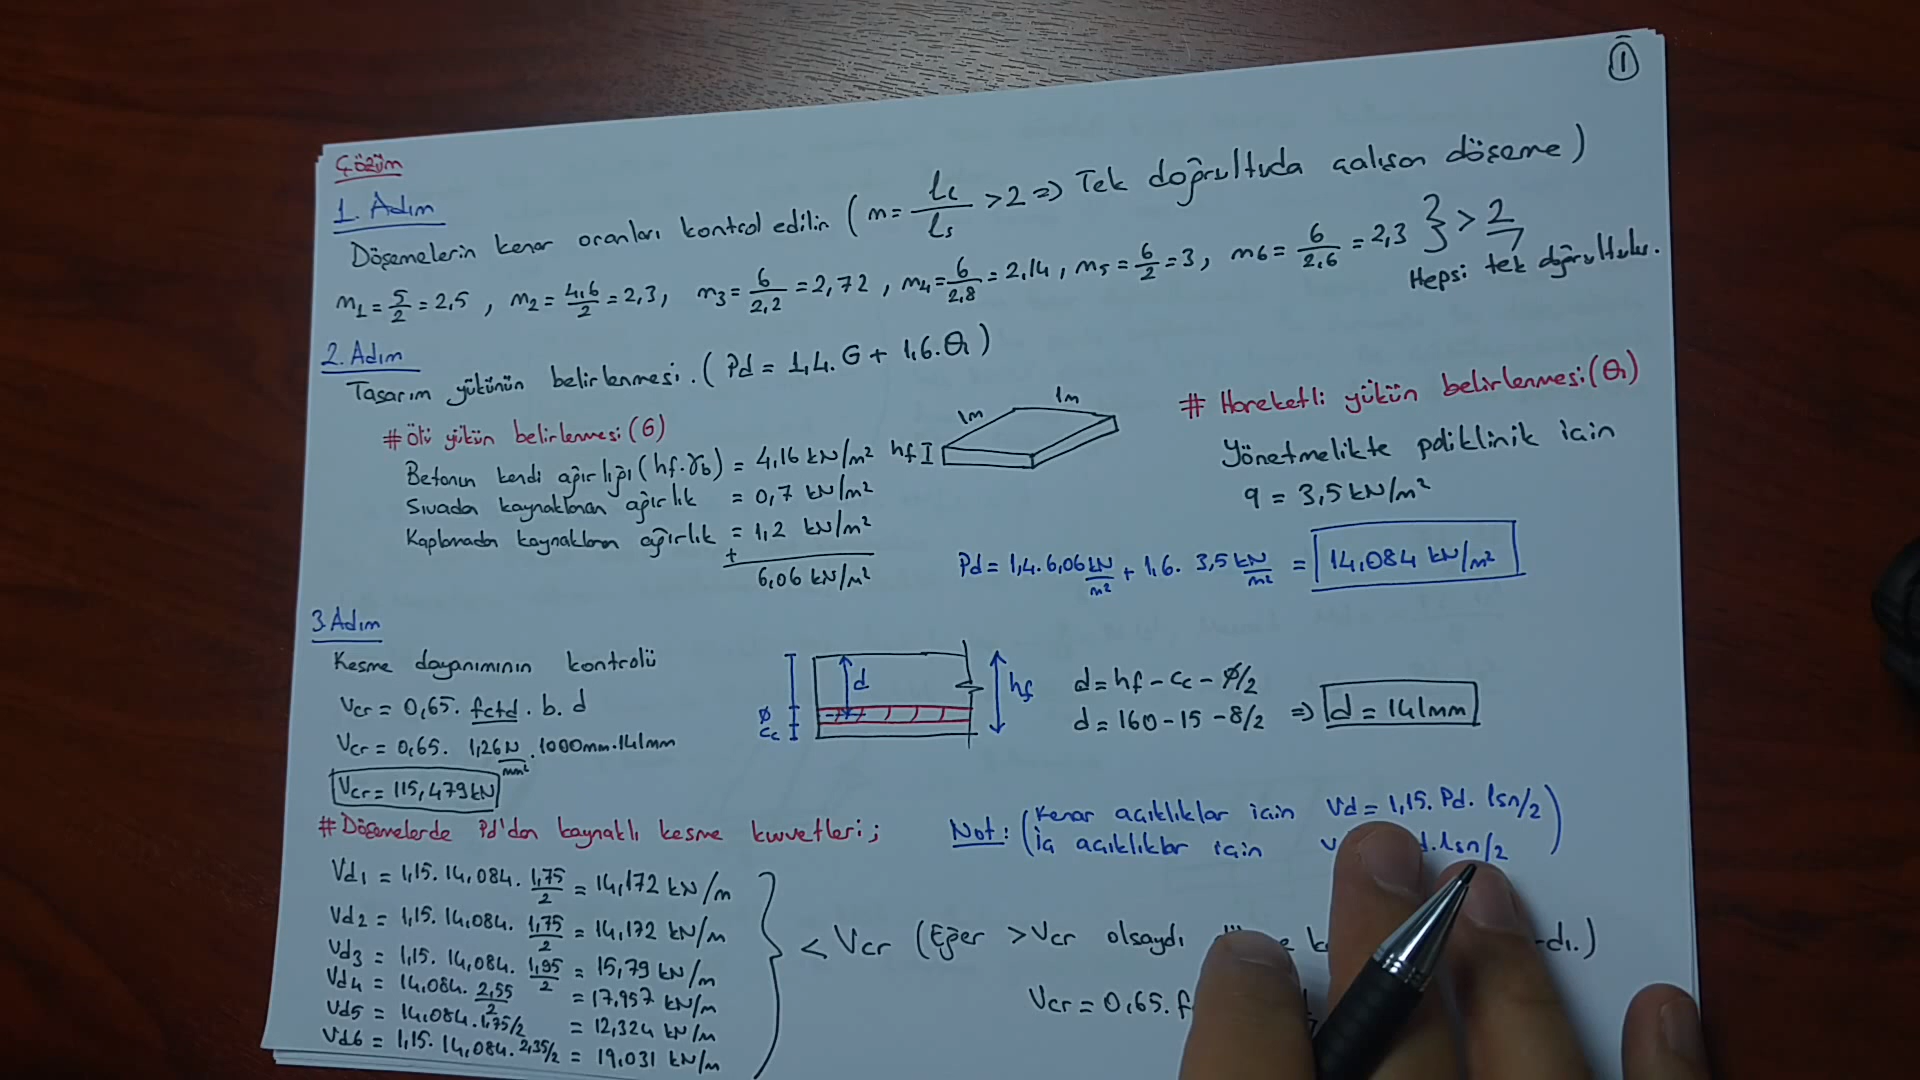 1
Çözüm
1. Adım
Döşemelerin kenar oranları kontrol edilir (m = lL/ls > 2 => Tek doğrultuda çalışan döşeme)
m1 = 5/2 = 2,5 , m2 = 4,6/2 = 2,3, m3 = 6/2,2 = 2,72 , m4 = 6/2,8 = 2,14 , m5 = 6/2 = 3 , m6 = 6/2,6 = 2,3 } > 2
Hepsi tek doğrultulu.
2. Adım
Tasarım yükünün belirlenmesi. ( Pd = 1,4. G + 1,6. Q )
# Ölü yükün belirlenmesi (G)
Betonun kendi ağırlığı (hf.γb) = 4,16 kN/m²
Sıvadan kaynaklanan ağırlık = 0,7 kN/m²
Kaplamadan kaynaklanan ağırlık = 1,2 kN/m²
+
6,06 kN/m²
1m 1m
hf
# Hareketli yükün belirlenmesi: (Q)
Yönetmelikte poliklinik için
q = 3,5 kN/m²
Pd = 1,4. 6,06 kN/m² + 1,6. 3,5 kN/m² = 14,084 kN/m²
3. Adım
Kesme dayanımının kontrolü
Vcr = 0,65. fctd. b. d
Vcr = 0,65. 1,26 N/mm² . 1000mm. 141mm
Vcr = 115,479 kN
d
hf
ø
cc
d = hf - cc - ø/2
d = 160 - 15 - 8/2 => d = 141mm
# Döşemelerde Pd'den kaynaklı kesme kuvvetleri;
Not: (Kenar açıklıklar için Vd = 1,15. Pd. lsn/2
İç açıklıklar için V d. lsn/2)
Vd1 = 1,15. 14,084. 1,75/2 = 14,172 kN/m
Vd2 = 1,15. 14,084. 1,75/2 = 14,172 kN/m
Vd3 = 1,15. 14,084. 1,95/2 = 15,79 kN/m
Vd4 = 14,084. 2,55/2 = 17,957 kN/m
Vd5 = 14,084. 1,75/2 = 12,324 kN/m
Vd6 = 1,15. 14,084. 2,35/2 = 19,031 kN/m
} < Vcr (Eğer > Vcr olsaydı -dı.)
Vcr = 0,65. f